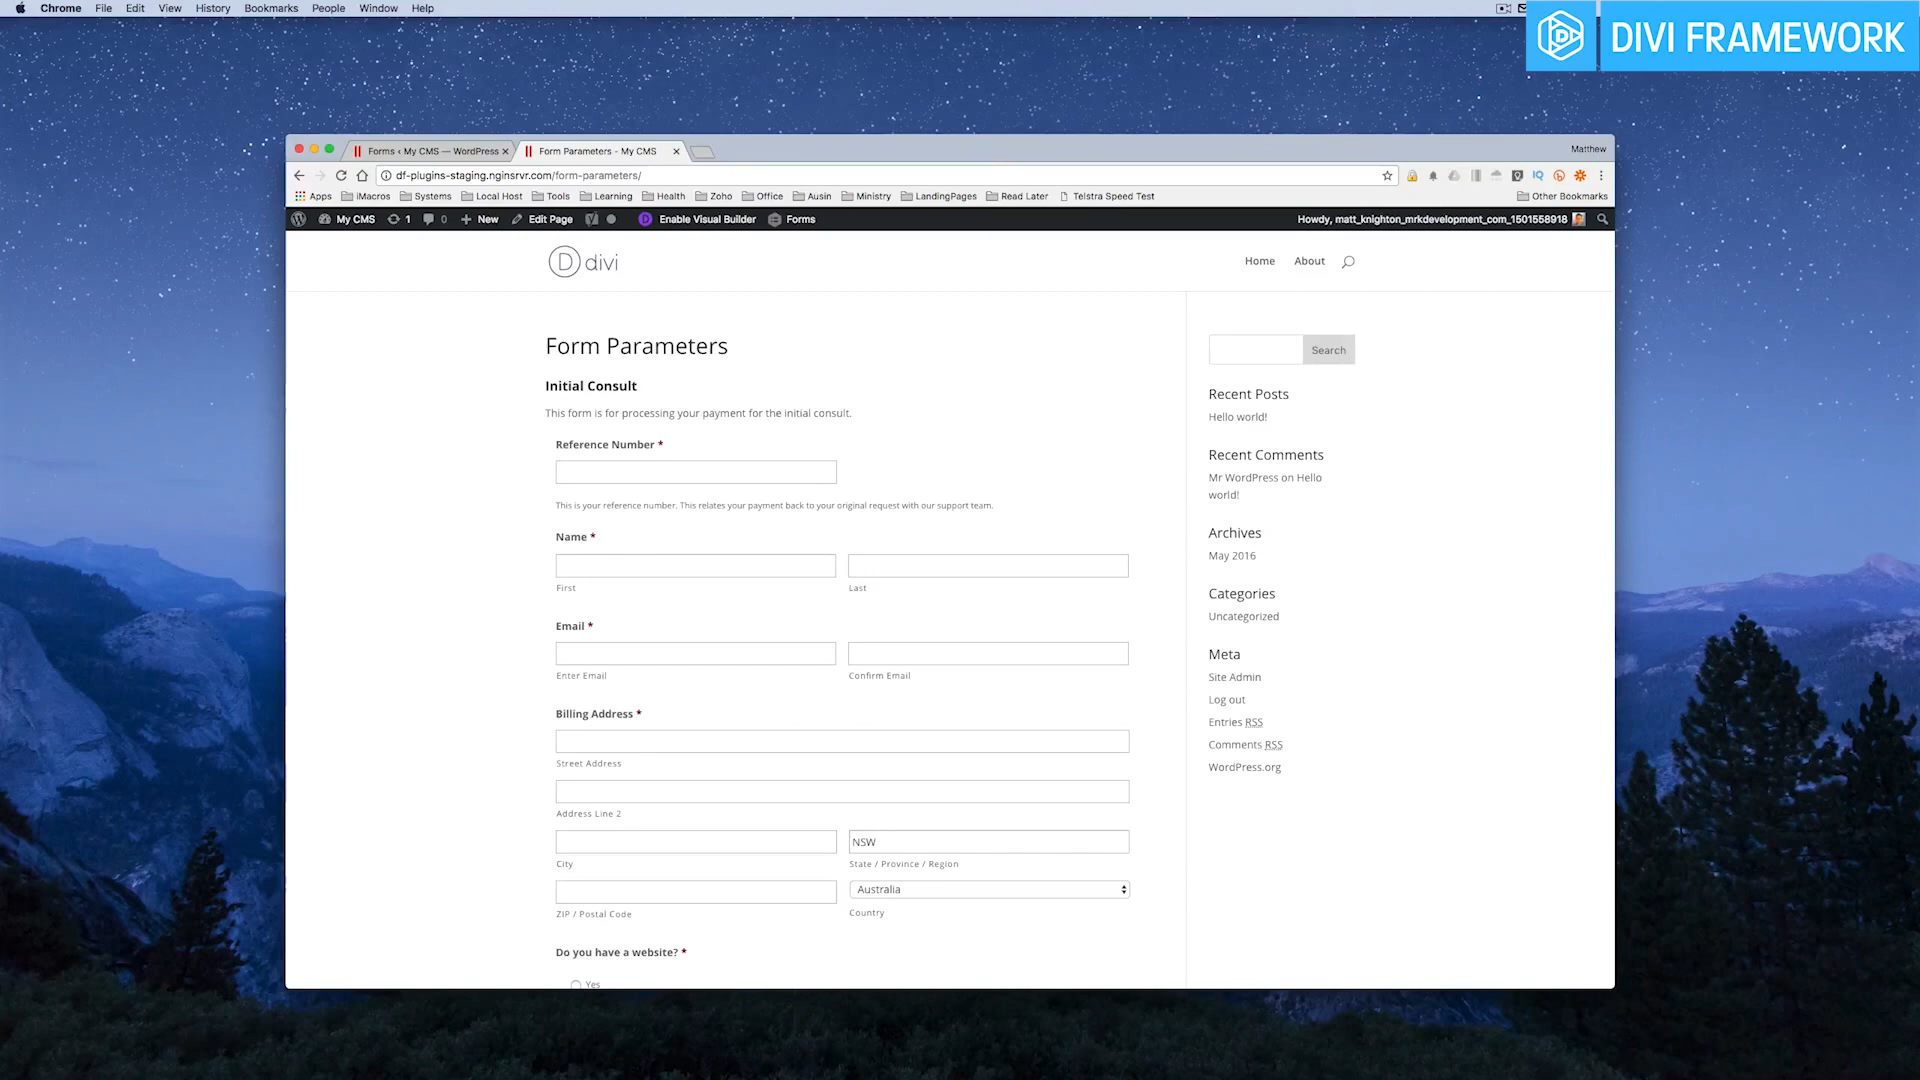 Chrome File Edit View History Bookmarks People Window Help
DIVI FRAMEWORK
Forms ‹ My CMS — WordPress
Form Parameters - My CMS
Matthew
df-plugins-staging.nginsrvr.com/form-parameters/
Apps iMacros Systems Local Host Tools Learning Health Zoho Office Ausin Ministry LandingPages Read Later Telstra Speed Test Other Bookmarks
My CMS 1 0 New Edit Page Enable Visual Builder Forms Howdy, matt_knighton_mrkdevelopment_com_1501558918
D divi
Home About
Form Parameters
Initial Consult
This form is for processing your payment for the initial consult.
Reference Number *
This is your reference number. This relates your payment back to your original request with our support team.
Name *
First
Last
Email *
Enter Email
Confirm Email
Billing Address *
Street Address
Address Line 2
NSW
City
State / Province / Region
Australia
ZIP / Postal Code
Country
Do you have a website? *
Yes
Search
Recent Posts
Hello world!
Recent Comments
Mr WordPress on Hello
world!
Archives
May 2016
Categories
Uncategorized
Meta
Site Admin
Log out
Entries RSS
Comments RSS
WordPress.org